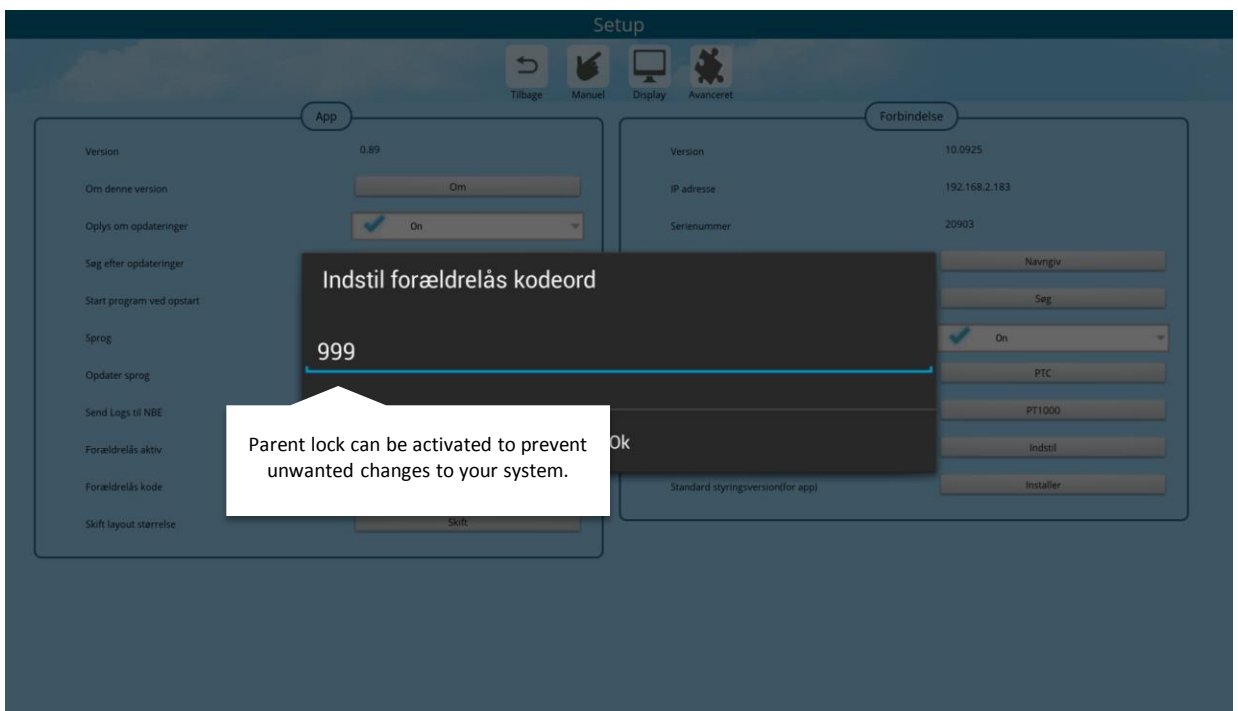 Setup
Tilbage Manuel Display Avanceret
App
Version 0.89
Om denne version Om
Oplys om opdateringer On
Søg efter opdateringer
Start program ved opstart
Sprog
Opdater sprog
Send Logs til NBE
Forældrelås aktiv
Forældrelås kode
Skift layout størrelse Skift
Forbindelse
Version 10.0925
IP adresse 192.168.2.183
Serienummer 20903
Navngiv
Søg
On
PTC
PT1000
Indstil
Standard styringsversion(for app) Installer
Indstil forældrelås kodeord
999
Ok
Parent lock can be activated to prevent
unwanted changes to your system.